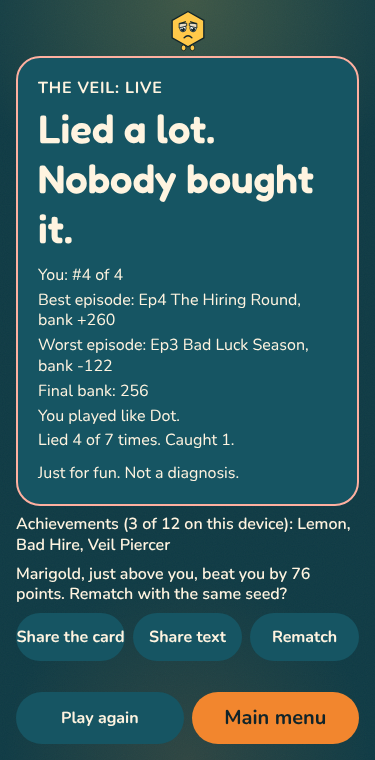 THE VEIL: LIVE
Lied a lot.
Nobody bought
it.
You: #4 of 4
Best episode: Ep4 The Hiring Round,
bank +260
Worst episode: Ep3 Bad Luck Season,
bank -122
Final bank: 256
You played like Dot.
Lied 4 of 7 times. Caught 1.
Just for fun. Not a diagnosis.
Achievements (3 of 12 on this device): Lemon,
Bad Hire, Veil Piercer
Marigold, just above you, beat you by 76
points. Rematch with the same seed?
Share the card
Share text
Rematch
Play again
Main menu